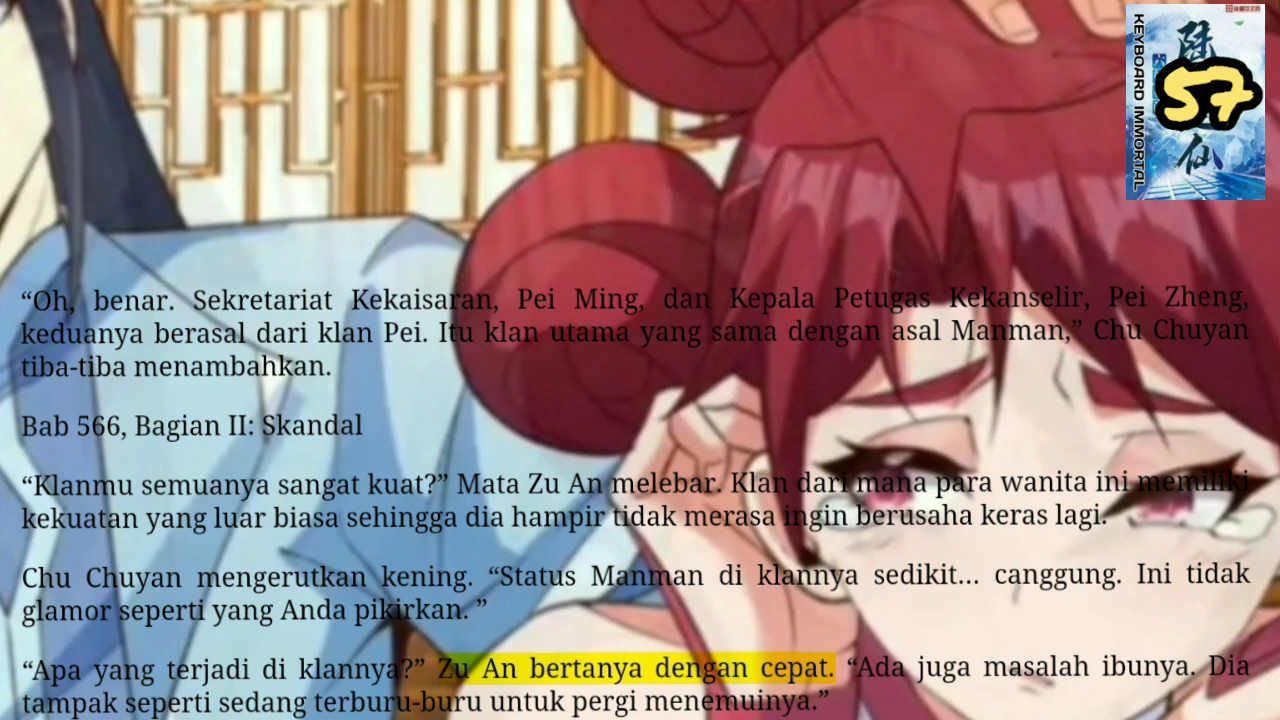 KEYBOARD IMMORTAL
陆
仙
57
“Oh, benar. Sekretariat Kekaisaran, Pei Ming, dan Kepala Petugas Kekanselir, Pei Zheng,
keduanya berasal dari klan Pei. Itu klan utama yang sama dengan asal Manman,” Chu Chuyan
tiba-tiba menambahkan.
Bab 566, Bagian II: Skandal
“Klanmu semuanya sangat kuat?” Mata Zu An melebar. Klan dari mana para wanita ini memiliki
kekuatan yang luar biasa sehingga dia hampir tidak merasa ingin berusaha keras lagi.
Chu Chuyan mengerutkan kening. “Status Manman di klannya sedikit... canggung. Ini tidak
glamor seperti yang Anda pikirkan. ”
“Apa yang terjadi di klannya?” Zu An bertanya dengan cepat. “Ada juga masalah ibunya. Dia
tampak seperti sedang terburu-buru untuk pergi menemuinya.”